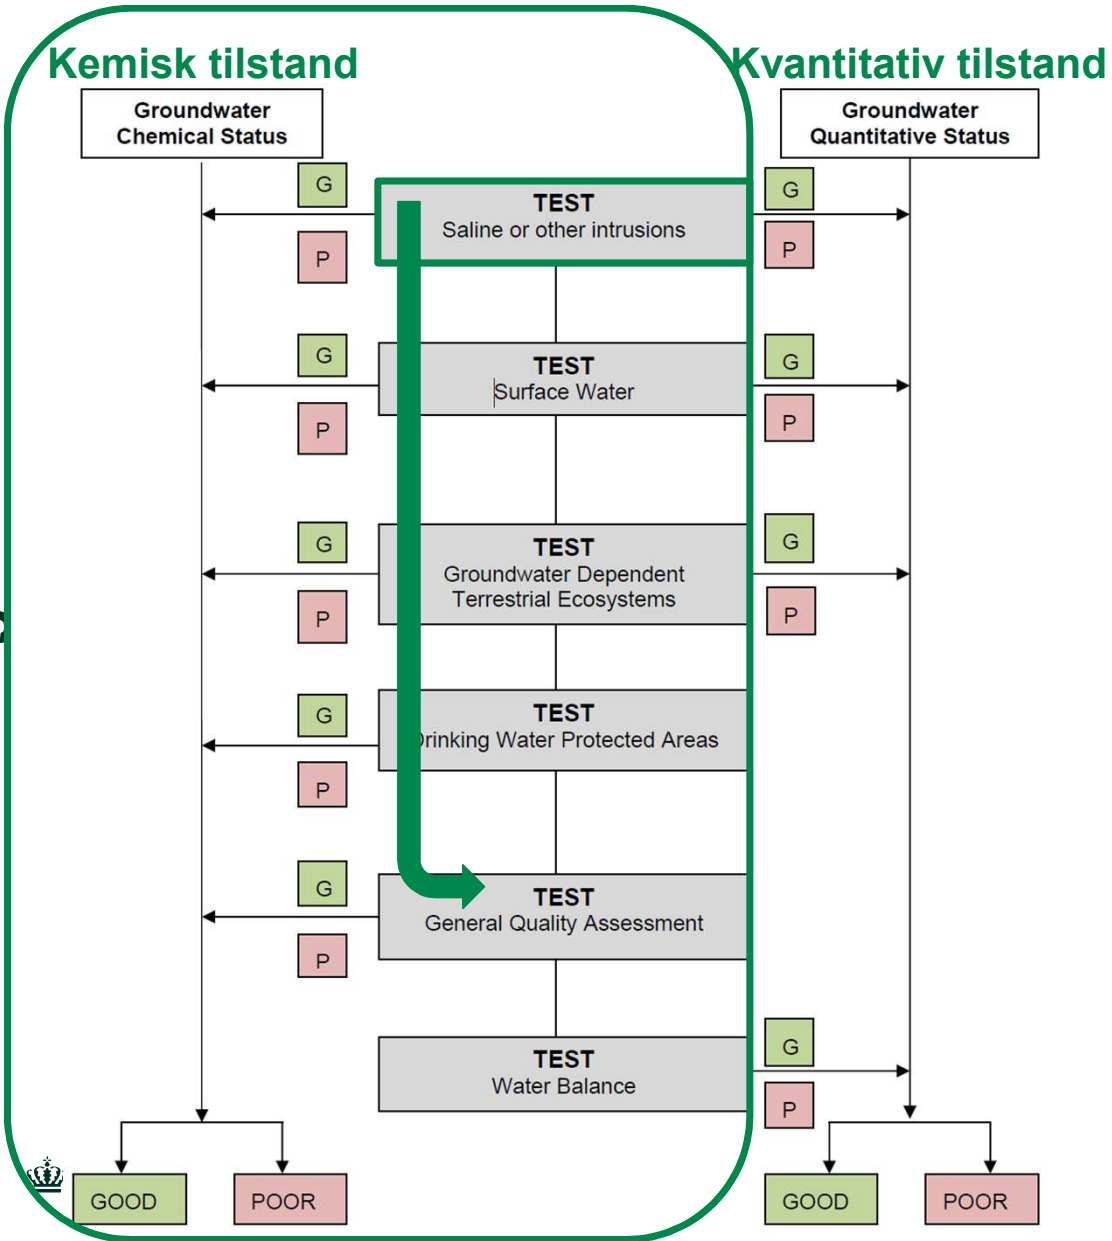 Kemisk tilstand
Kvantitativ tilstand
Groundwater
Chemical Status
Groundwater
Quantitative Status
G
TEST
Saline or other intrusions
G
P
P
G
TEST
Surface Water
G
P
P
G
TEST
Groundwater Dependent
Terrestrial Ecosystems
G
P
P
G
TEST
Drinking Water Protected Areas
P
G
TEST
General Quality Assessment
P
TEST
Water Balance
G
P
GOOD
POOR
GOOD
POOR